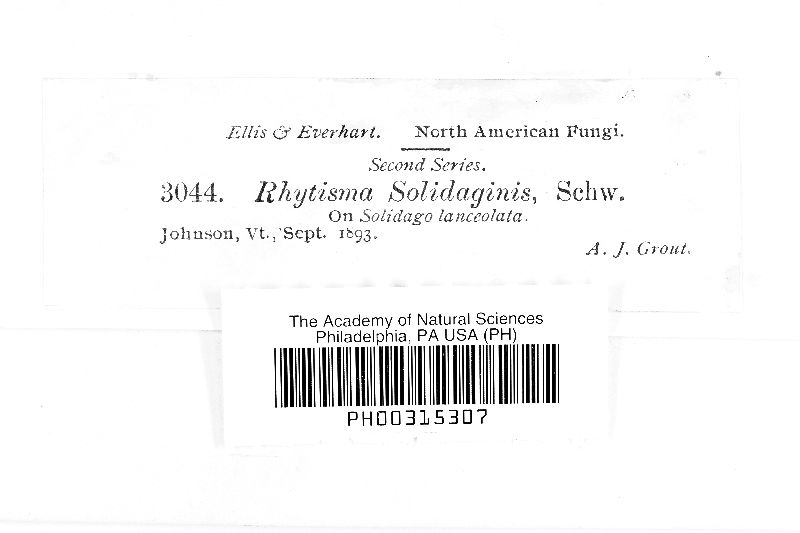 Ellis & Everhart. North American Fungi.
Second Series.
3044. Rhytisma Solidaginis, Schw.
On Solidago lanceolata.
Johnson, Vt., Sept. 1893.
A. J. Grout.
The Academy of Natural Sciences
Philadelphia, PA USA (PH)
PH00315307